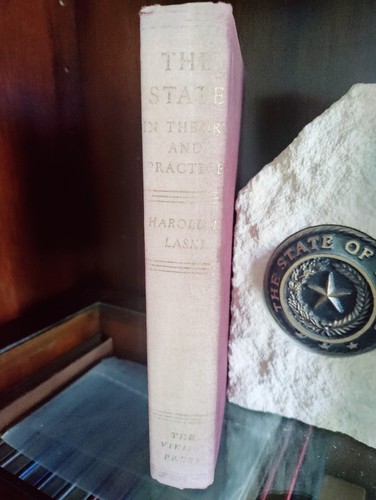 THE
STATE
IN THEORY
AND
PRACTICE
HAROLD J.
LASKI
THE
VIKING
PRESS
THE STATE OF